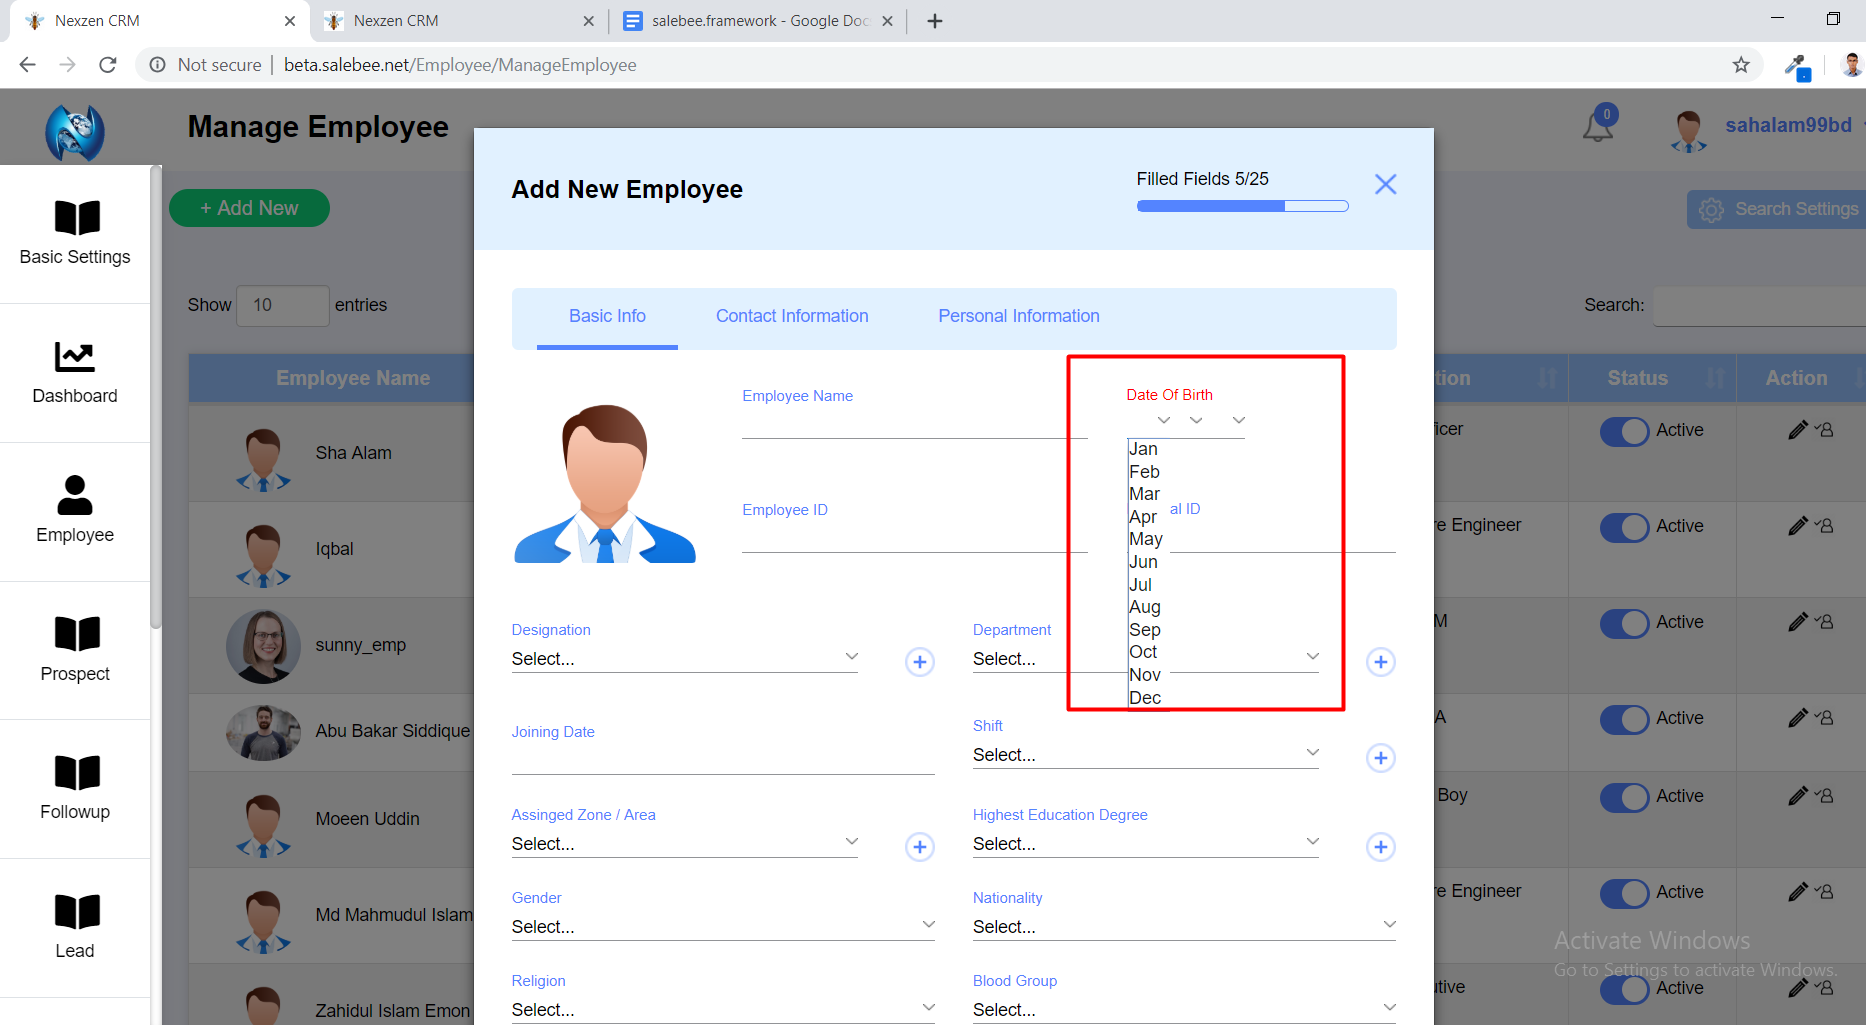 Nexzen CRM
Nexzen CRM
salebee.framework - Google Doc
Not secure
beta.salebee.net/Employee/ManageEmployee
Manage Employee
0
sahalam99bd
Add New Employee
Filled Fields 5/25
+ Add New
Search Settings
Basic Settings
Show 10 entries
Search:
Basic Info
Contact Information
Personal Information
Employee Name
tion
Status
Action
Dashboard
Employee Name
Date Of Birth
Jan
Feb
Mar
Apr
May
Jun
Jul
Aug
Sep
Oct
Nov
Dec
Sha Alam
icer
Active
Employee ID
al ID
Employee
Iqbal
re Engineer
Active
Designation
Select...
Department
Select...
Prospect
sunny_emp
M
Active
Joining Date
Shift
Select...
Abu Bakar Siddique
A
Active
Followup
Moeen Uddin
Boy
Active
Assinged Zone / Area
Select...
Highest Education Degree
Select...
Lead
Md Mahmudul Islam
re Engineer
Active
Gender
Select...
Nationality
Select...
Activate Windows
Go to Settings to activate Windows.
Religion
Select...
Blood Group
Select...
Zahidul Islam Emon
utive
Active